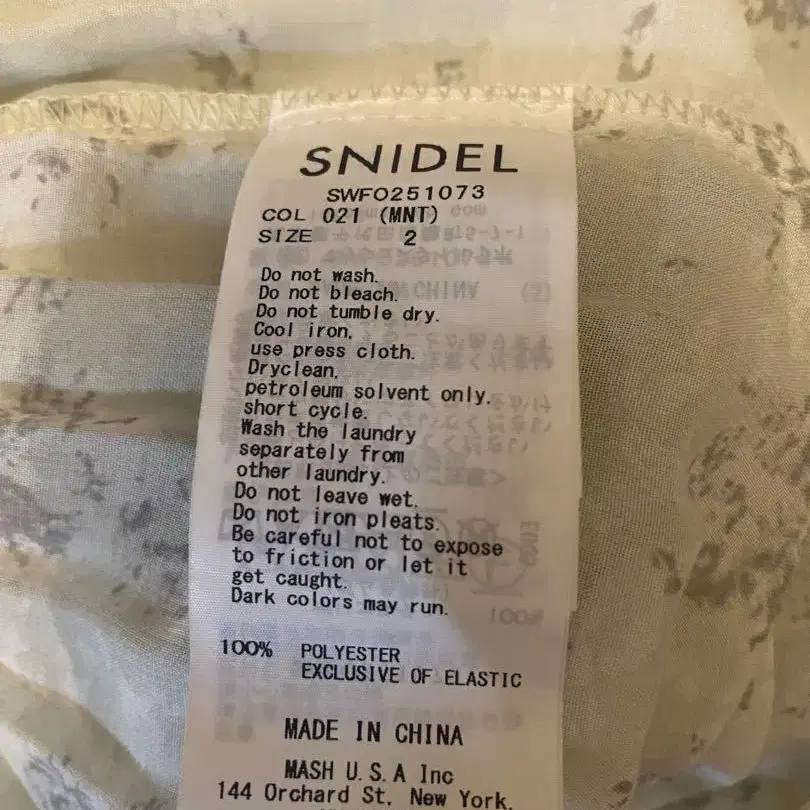 SNIDEL
SWFO251073
COL 021 (MNT)
SIZE 2
Do not wash.
Do not bleach.
Do not tumble dry.
Cool iron,
use press cloth.
Dryclean,
petroleum solvent only.
short cycle.
Wash the laundry
separately from
other laundry.
Do not leave wet.
Do not iron pleats.
Be careful not to expose
to friction or let it
get caught.
Dark colors may run.
100% POLYESTER
EXCLUSIVE OF ELASTIC
MADE IN CHINA
MASH U.S.A Inc
144 Orchard St, New York,